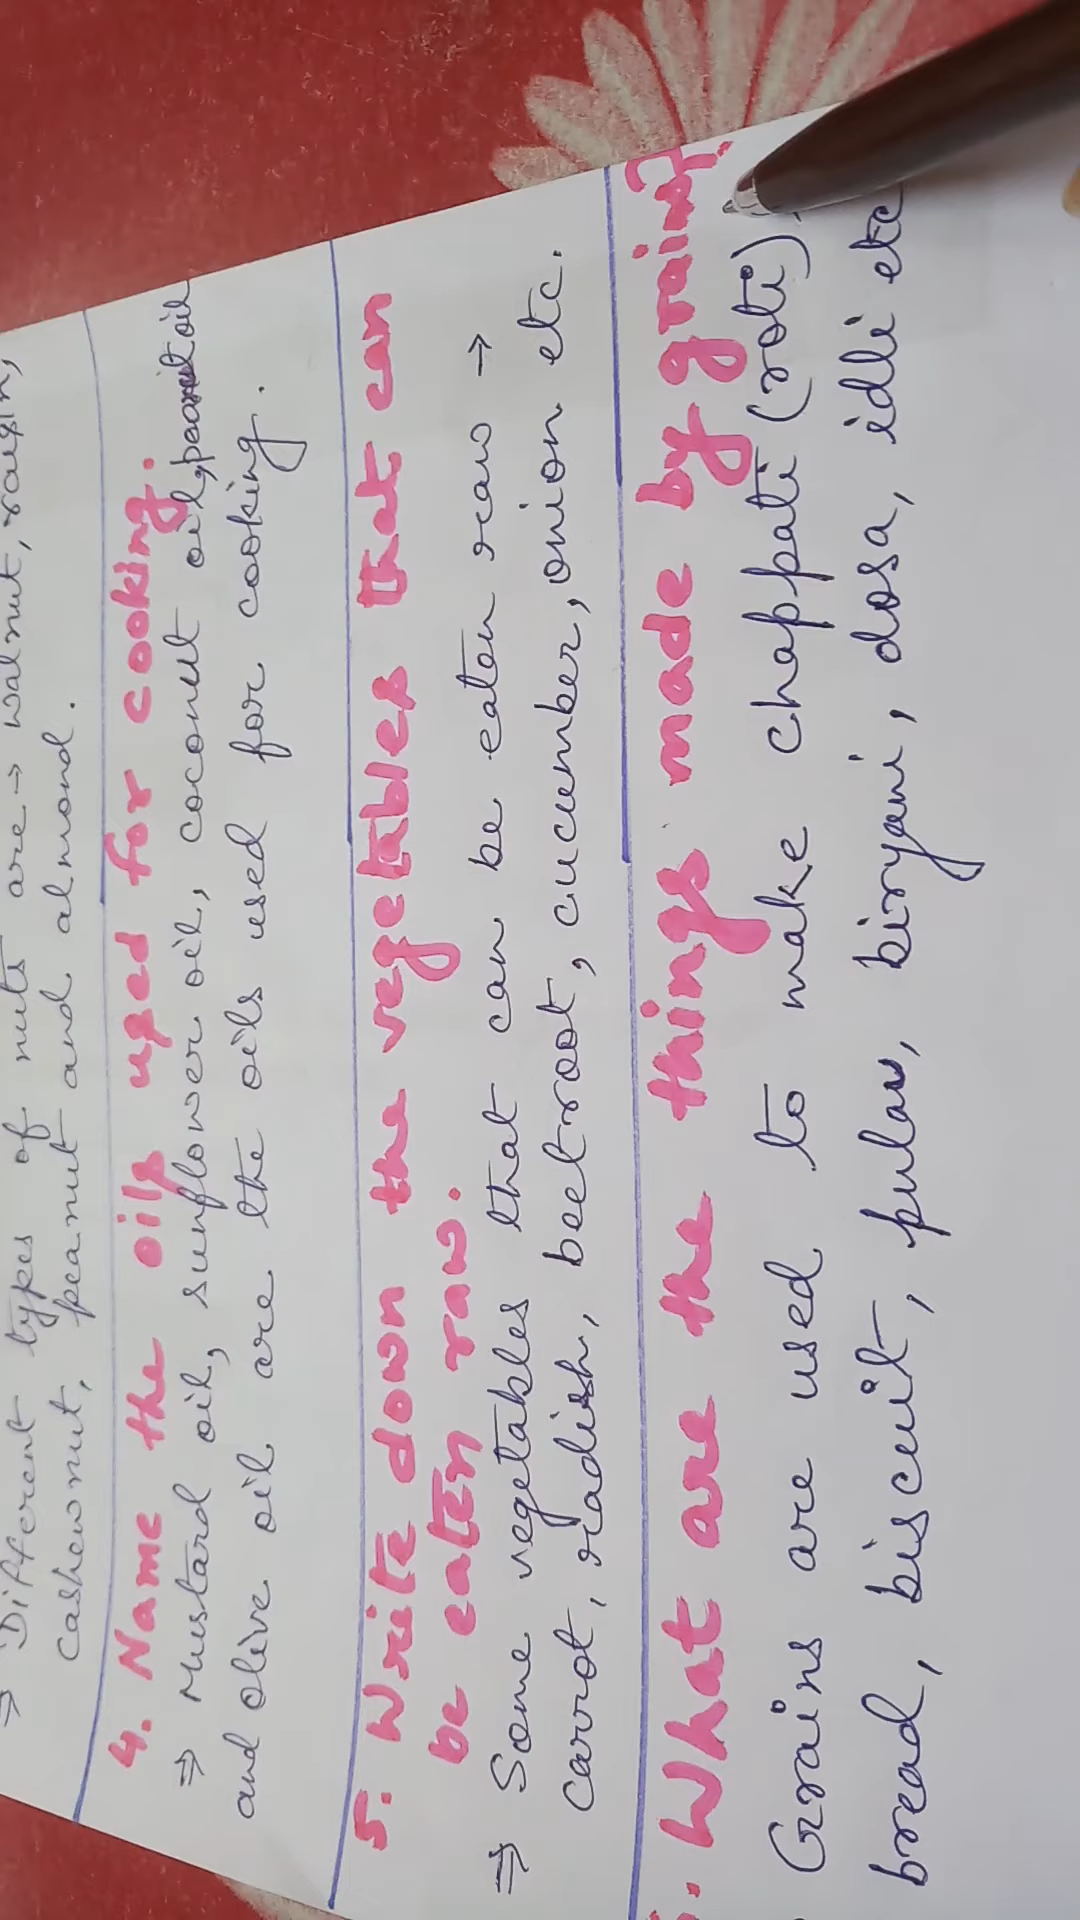 ⇒ Different types of nuts are → walnut, raisin,
cashewnut, peanut and almond.
4. Name the oils used for cooking.
⇒ Mustard oil, sunflower oil, coconut oil, peanut oil
and olive oil are the oils used for cooking.
5. Write down the vegetables that can
be eaten raw.
⇒ Some vegetables that can be eaten raw →
carrot, radish, beetroot, cucumber, onion etc.
. What are the things made by grains?
Grains are used to make chappati (roti),
bread, biscuit, pulaw, biryani, dosa, idli etc